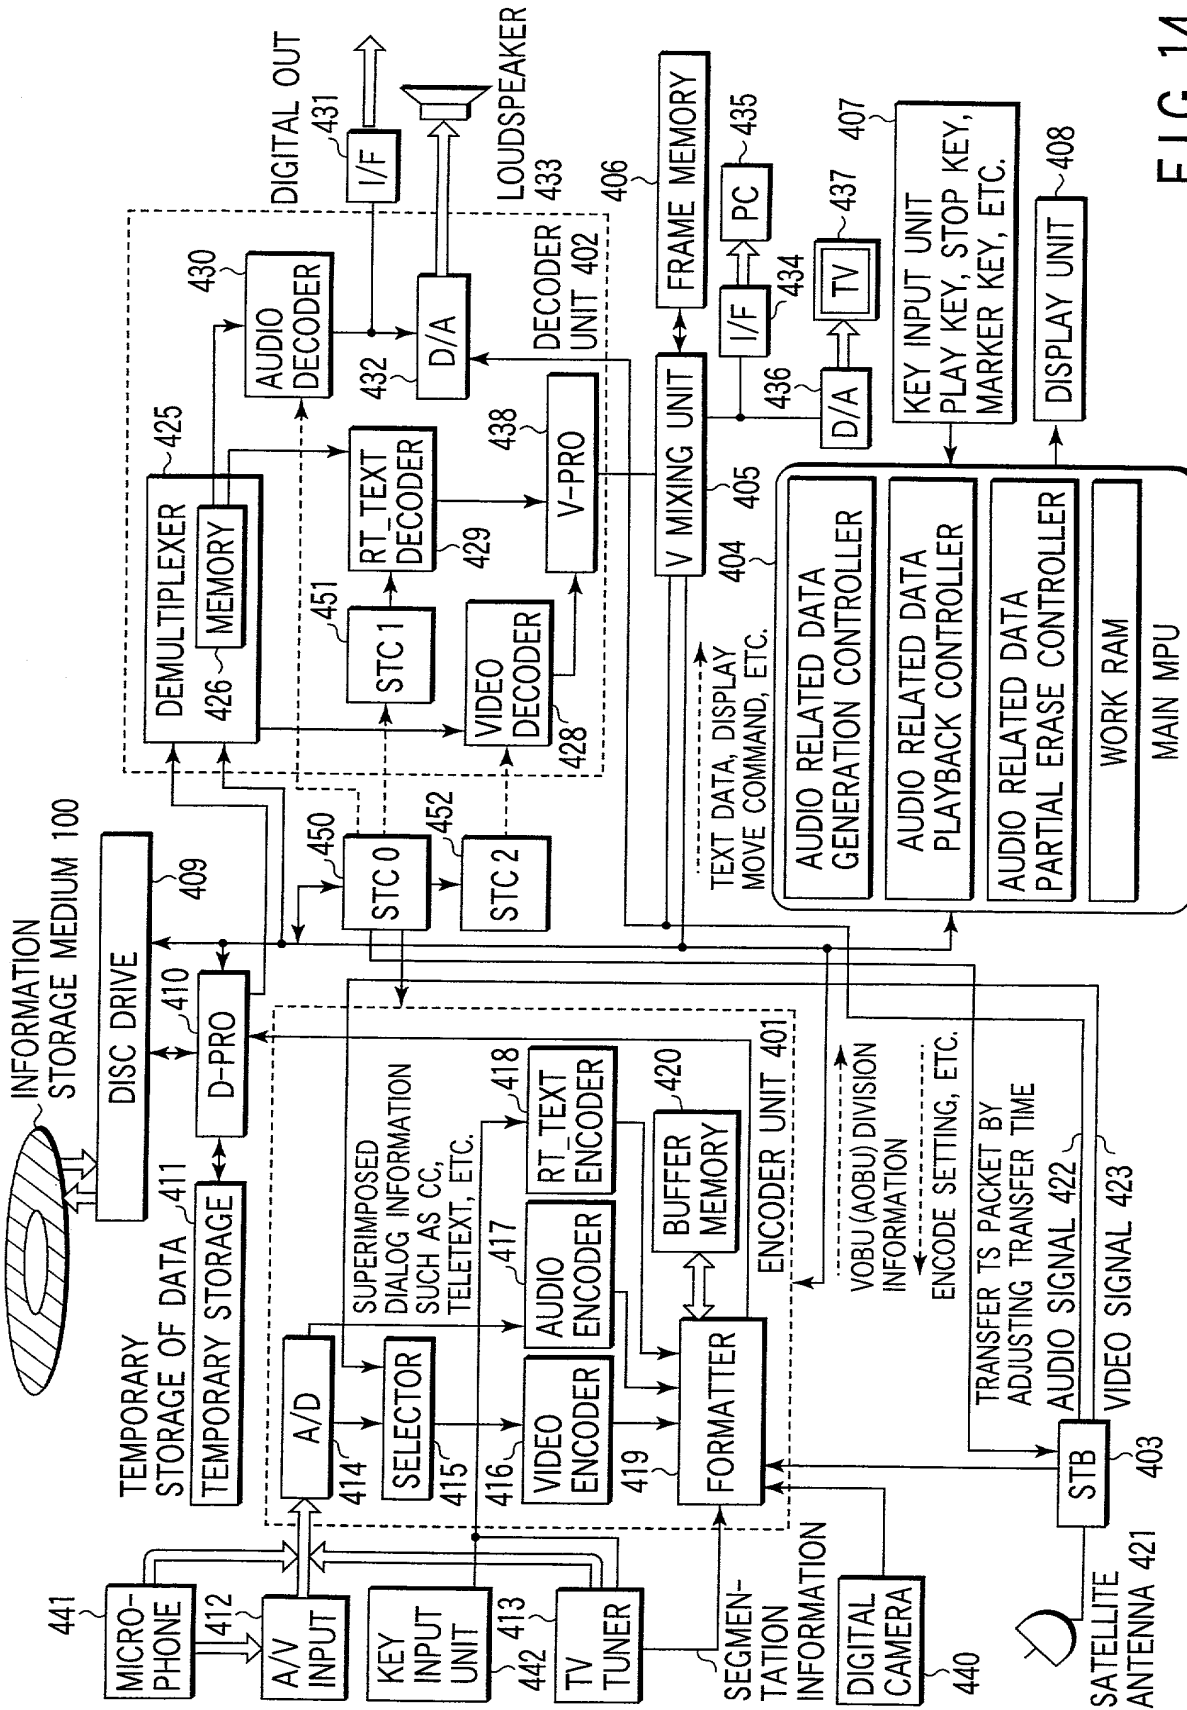 INFORMATION
STORAGE MEDIUM 100
DISC DRIVE
409
TEMPORARY
STORAGE OF DATA
411
TEMPORARY STORAGE
D-PRO
410
441
MICRO-
PHONE
412
A/V
INPUT
KEY
INPUT
UNIT
442
413
TV
TUNER
SEGMEN-
TATION
INFORMATION
DIGITAL
CAMERA
440
SATELLITE
ANTENNA 421
STB
403
A/D
414
SELECTOR
415
SUPERIMPOSED
DIALOG INFORMATION
SUCH AS CC,
TELETEXT, ETC.
416
VIDEO
ENCODER
417
AUDIO
ENCODER
418
RT_TEXT
ENCODER
419
FORMATTER
BUFFER
MEMORY
420
ENCODER UNIT 401
VOBU (AOBU) DIVISION
INFORMATION
ENCODE SETTING, ETC.
TRANSFER TS PACKET BY
ADJUSTING TRANSFER TIME
AUDIO SIGNAL 422
VIDEO SIGNAL 423
450
STC 0
452
STC 2
425
DEMULTIPLEXER
MEMORY
426
430
AUDIO
DECODER
451
STC 1
RT_TEXT
DECODER
429
VIDEO
DECODER
428
432
D/A
438
V-PRO
DECODER
UNIT 402
DIGITAL OUT
431
I/F
LOUDSPEAKER
433
406
FRAME MEMORY
V MIXING UNIT
405
435
PC
I/F
434
437
TV
436
D/A
TEXT DATA, DISPLAY
MOVE COMMAND, ETC.
404
AUDIO RELATED DATA
GENERATION CONTROLLER
AUDIO RELATED DATA
PLAYBACK CONTROLLER
AUDIO RELATED DATA
PARTIAL ERASE CONTROLLER
WORK RAM
MAIN MPU
407
KEY INPUT UNIT
PLAY KEY, STOP KEY,
MARKER KEY, ETC.
408
DISPLAY UNIT
FIG. 14